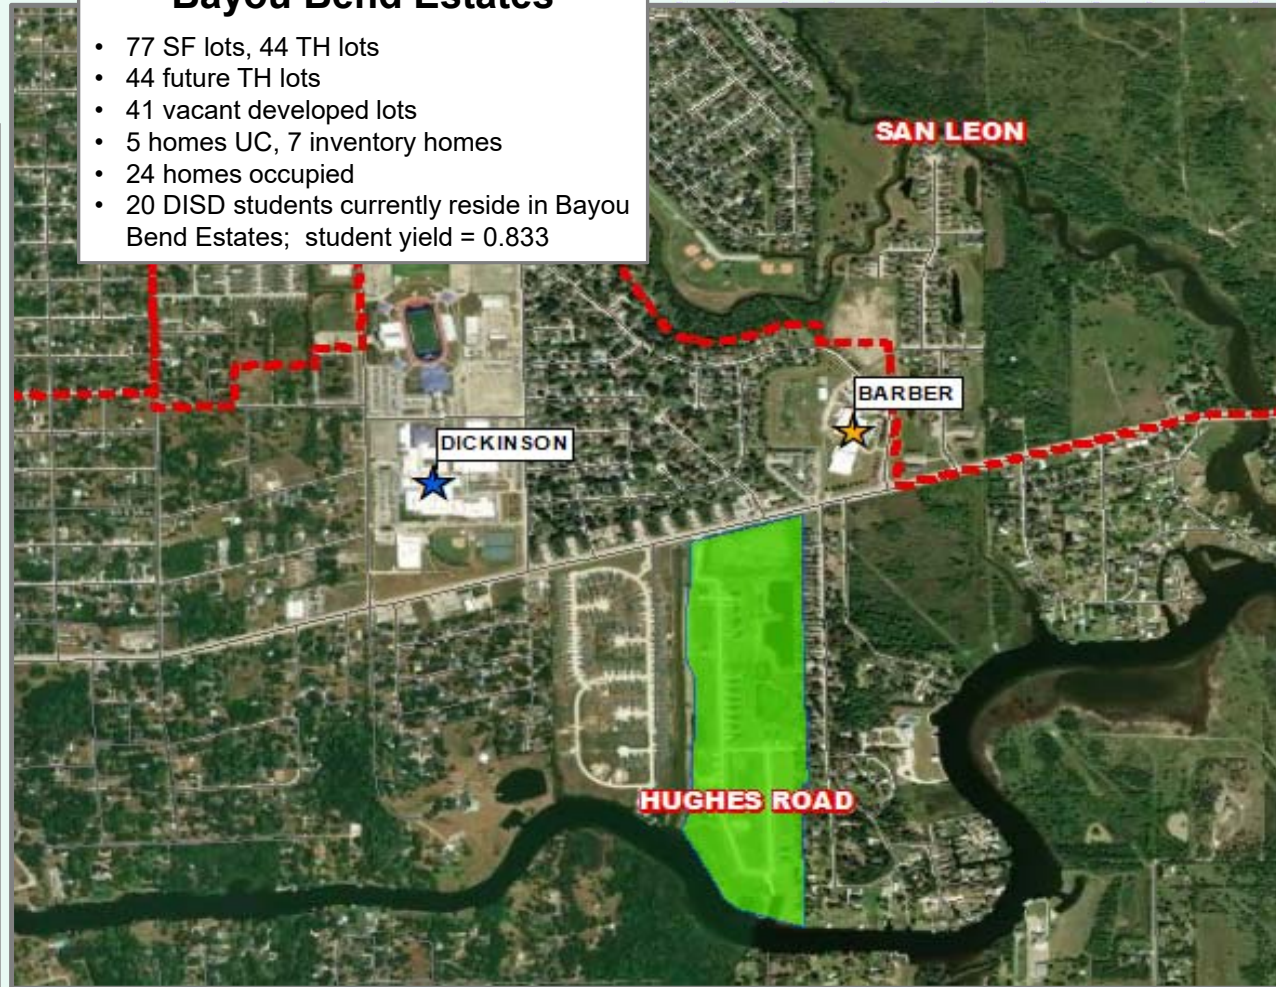 Bayou Bend Estates
• 77 SF lots, 44 TH lots
• 44 future TH lots
• 41 vacant developed lots
• 5 homes UC, 7 inventory homes
• 24 homes occupied
• 20 DISD students currently reside in Bayou
Bend Estates;  student yield = 0.833
SAN LEON
BARBER
DICKINSON
HUGHES ROAD